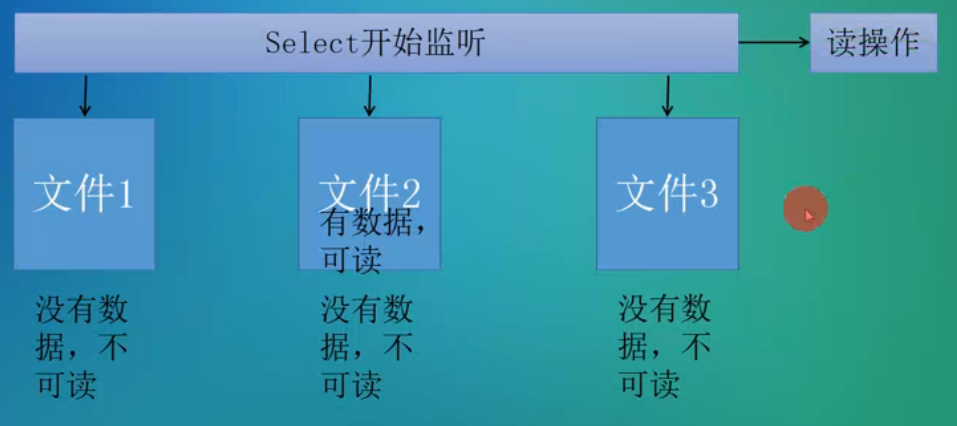 Select开始监听
读操作
文件1
文件2
文件3
有数据，
可读
没有数
据，不
可读
没有数
据，不
可读
没有数
据，不
可读